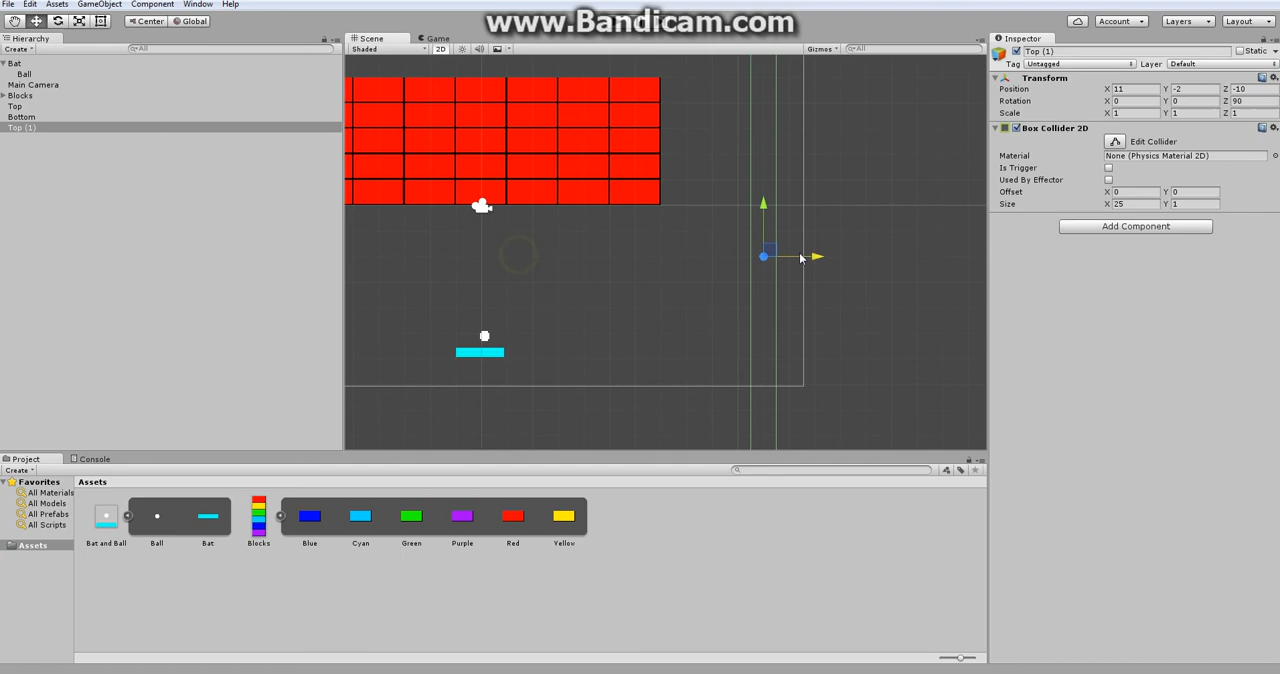 www.Bandicam.com
File Edit Assets GameObject Component Window Help
Center Global Account Layers Layout
Hierarchy
Create All
Bat
Ball
Main Camera
Blocks
Top
Bottom
Top (1)
Scene Game
Shaded 2D Gizmos All
Inspector
Top (1) Static
Tag Untagged Layer Default
Transform
Position X 11 Y -2 Z -10
Rotation X 0 Y 0 Z 90
Scale X 1 Y 1 Z 1
Box Collider 2D
Edit Collider
Material None (Physics Material 2D)
Is Trigger
Used By Effector
Offset X 0 Y 0
Size X 25 Y 1
Add Component
Project Console
Create
Favorites
All Materials
All Models
All Prefabs
All Scripts
Assets
Assets
Bat and Ball Ball Bat Blocks Blue Cyan Green Purple Red Yellow